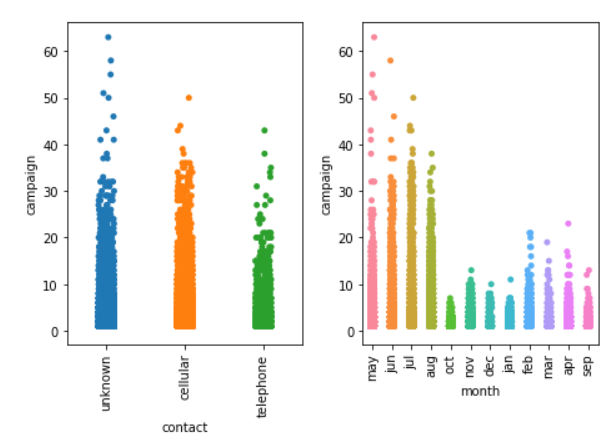 campaign
60
50
40
30
20
10
0
unknown
cellular
telephone
contact
campaign
60
50
40
30
20
10
0
may
jun
jul
aug
oct
nov
dec
jan
feb
mar
apr
sep
month